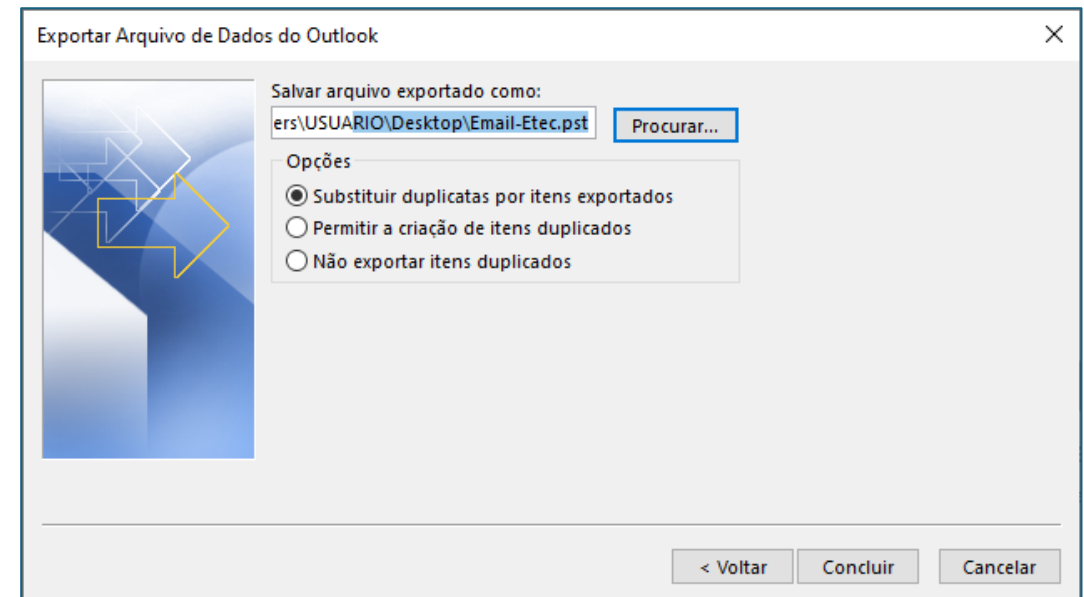 Exportar Arquivo de Dados do Outlook
Salvar arquivo exportado como:
ers\USUARIO\Desktop\Email-Etec.pst
Procurar...
Opções
Substituir duplicatas por itens exportados
Permitir a criação de itens duplicados
Não exportar itens duplicados
< Voltar
Concluir
Cancelar